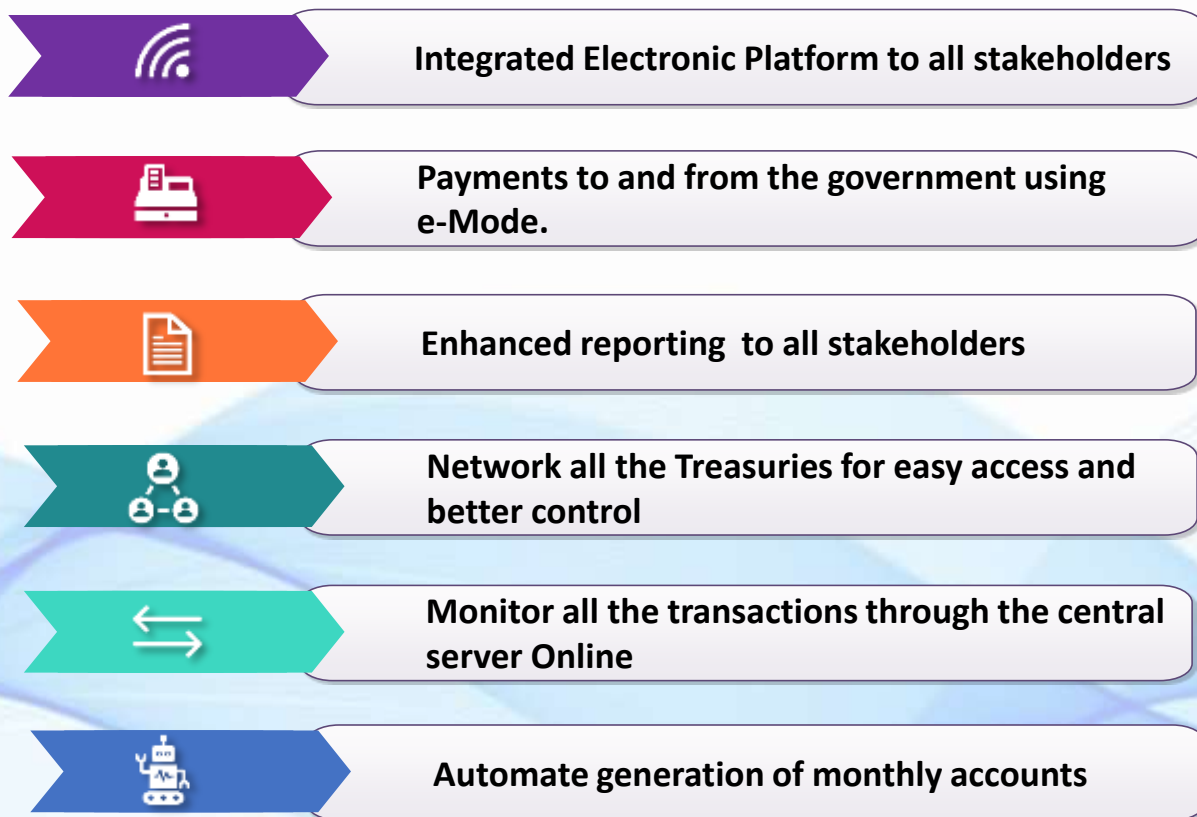 Integrated Electronic Platform to all stakeholders
Payments to and from the government using
e-Mode.
Enhanced reporting to all stakeholders
Network all the Treasuries for easy access and
better control
Monitor all the transactions through the central
server Online
Automate generation of monthly accounts